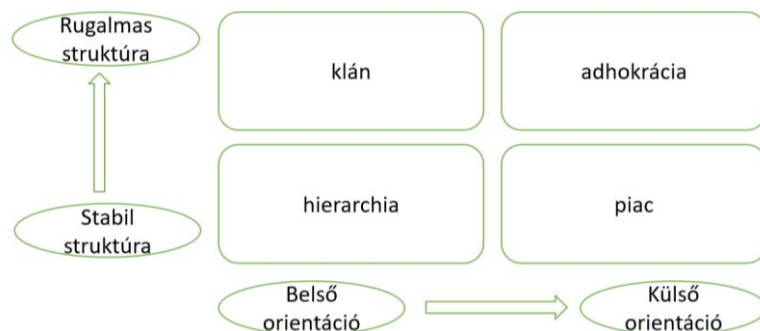 Rugalmas
struktúra
klán
adhokrácia
hierarchia
piac
Stabil
struktúra
Belső
orientáció
Külső
orientáció